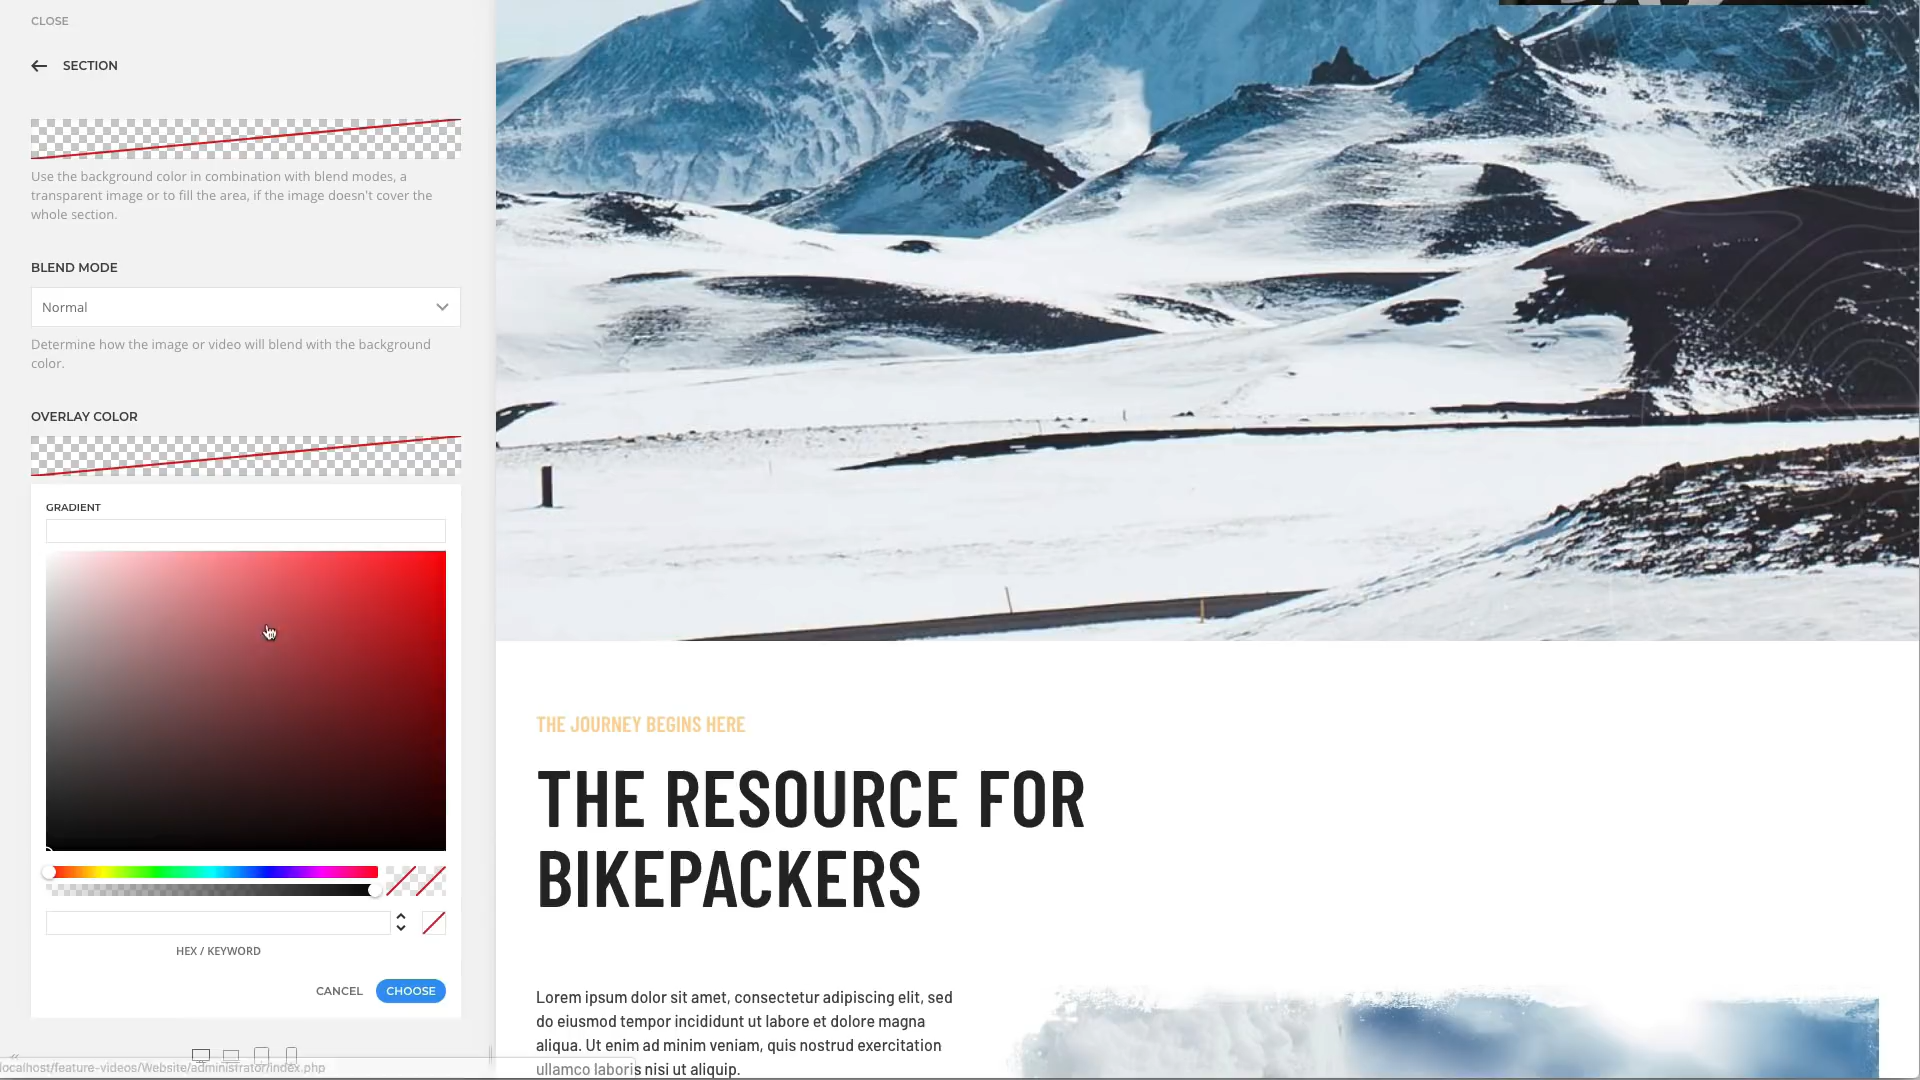 CLOSE
SECTION
Use the background color in combination with blend modes, a
transparent image or to fill the area, if the image doesn't cover the
whole section.
BLEND MODE
Normal
Determine how the image or video will blend with the background
color.
OVERLAY COLOR
GRADIENT
HEX / KEYWORD
CANCEL
CHOOSE
localhost/feature-videos/Website/administrator/index.php
THE JOURNEY BEGINS HERE
THE RESOURCE FOR
BIKEPACKERS
Lorem ipsum dolor sit amet, consectetur adipiscing elit, sed
do eiusmod tempor incididunt ut labore et dolore magna
aliqua. Ut enim ad minim veniam, quis nostrud exercitation
ullamco laboris nisi ut aliquip.